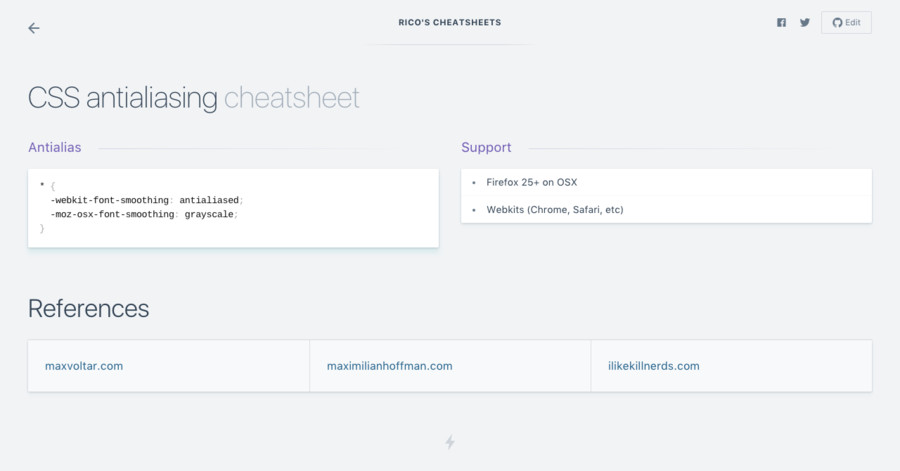 RICO'S CHEATSHEETS
Edit
CSS antialiasing cheatsheet
Antialias
* {
-webkit-font-smoothing: antialiased;
-moz-osx-font-smoothing: grayscale;
}
Support
• Firefox 25+ on OSX
• Webkits (Chrome, Safari, etc)
References
maxvoltar.com
maximilianhoffman.com
ilikekillnerds.com